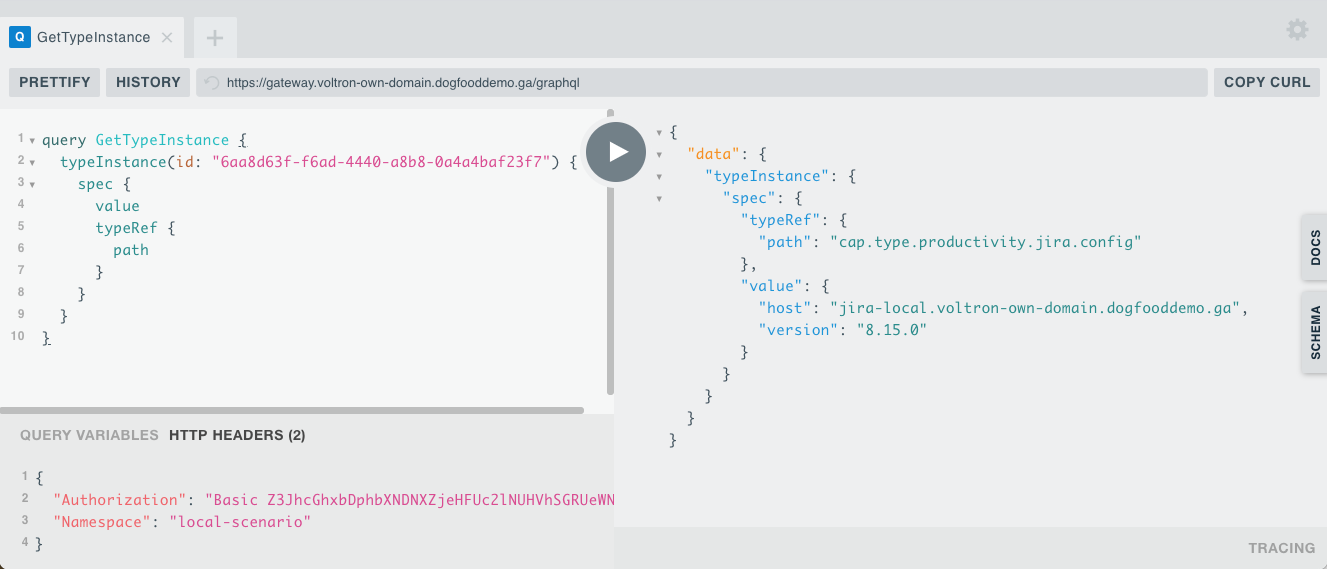 Q GetTypeInstance × +
PRETTIFY HISTORY https://gateway.voltron-own-domain.dogfooddemo.ga/graphql COPY CURL
1 query GetTypeInstance {
2 typeInstance(id: "6aa8d63f-f6ad-4440-a8b8-0a4a4baf23f7") {
3 spec {
4 value
5 typeRef {
6 path
7 }
8 }
9 }
10 }
QUERY VARIABLES HTTP HEADERS (2)
1 {
2 "Authorization": "Basic Z3JhcGhxbDphbXNDNXZjeHFUc2lNUHVhSGRUeWN
3 "Namespace": "local-scenario"
4 }
{
"data": {
"typeInstance": {
"spec": {
"typeRef": {
"path": "cap.type.productivity.jira.config"
},
"value": {
"host": "jira-local.voltron-own-domain.dogfooddemo.ga",
"version": "8.15.0"
}
}
}
}
}
DOCS
SCHEMA
TRACING